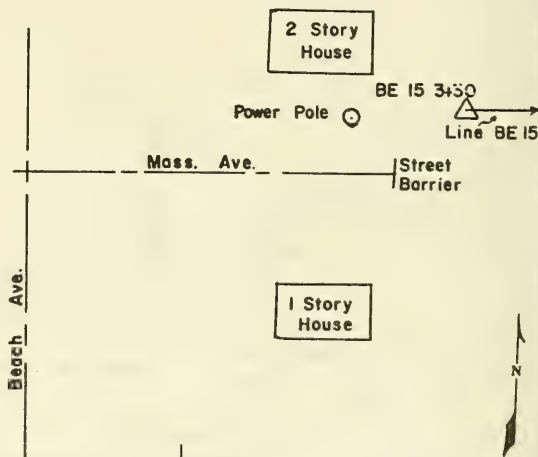 2 Story
House
BE 15 3+50
Power Pole
Line BE 15
Mass. Ave.
Street
Barrier
Beach Ave.
1 Story
House
N